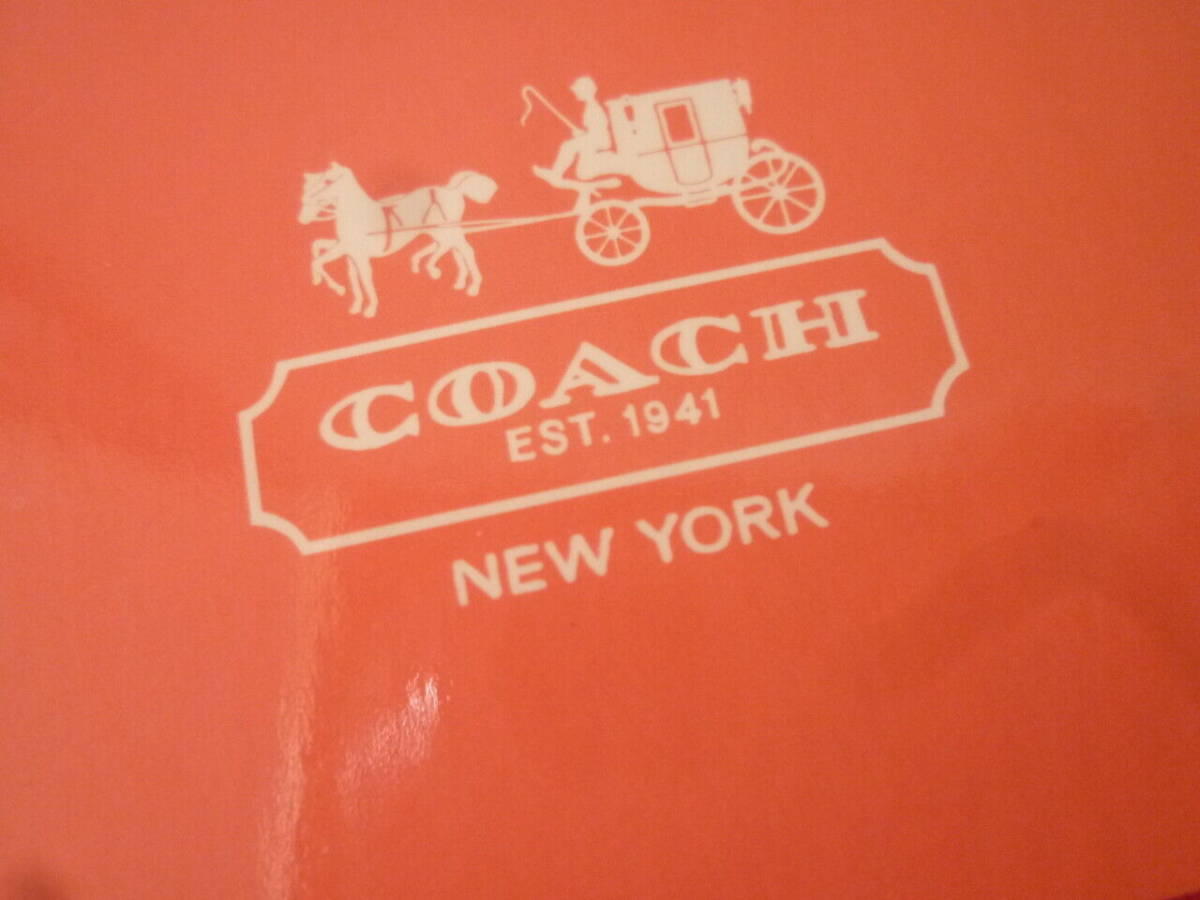 COACH
EST. 1941
NEW YORK